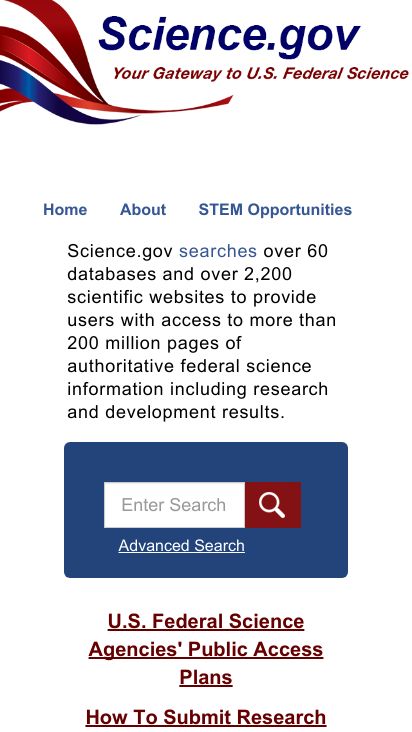 Science.gov
Your Gateway to U.S. Federal Science
Home About STEM Opportunities
Science.gov searches over 60
databases and over 2,200
scientific websites to provide
users with access to more than
200 million pages of
authoritative federal science
information including research
and development results.
Enter Search
Advanced Search
U.S. Federal Science
Agencies' Public Access
Plans
How To Submit Research